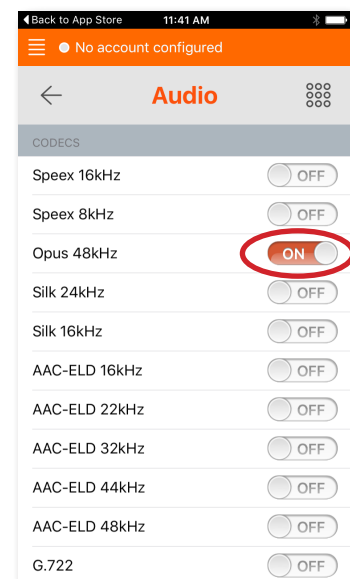 Back to App Store 11:41 AM
No account configured
Audio
CODECS
Speex 16kHz OFF
Speex 8kHz OFF
Opus 48kHz ON
Silk 24kHz OFF
Silk 16kHz OFF
AAC-ELD 16kHz OFF
AAC-ELD 22kHz OFF
AAC-ELD 32kHz OFF
AAC-ELD 44kHz OFF
AAC-ELD 48kHz OFF
G.722 OFF